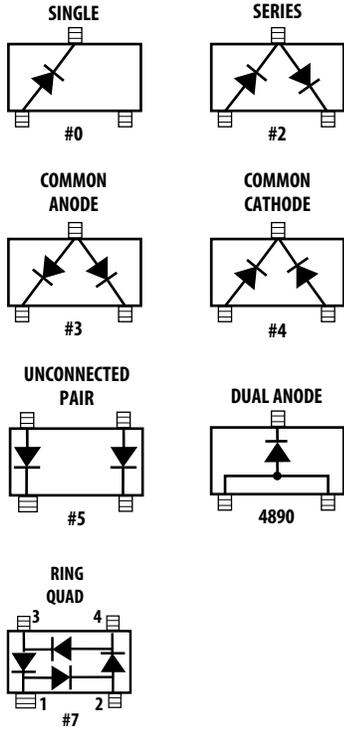 SINGLE
SERIES
#0
#2
COMMON
ANODE
COMMON
CATHODE
#3
#4
UNCONNECTED
PAIR
DUAL ANODE
#5
4890
RING
QUAD
3 4
1 2
#7